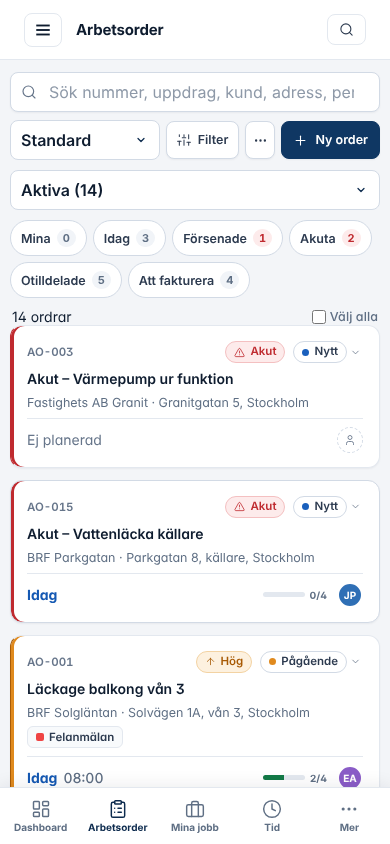 Arbetsorder
Sök nummer, uppdrag, kund, adress, per
Standard
Filter
Ny order
Aktiva (14)
Mina 0
Idag 3
Försenade 1
Akuta 2
Otilldelade 5
Att fakturera 4
14 ordrar
Välj alla
AO-003
Akut
Nytt
Akut – Värmepump ur funktion
Fastighets AB Granit · Granitgatan 5, Stockholm
Ej planerad
AO-015
Akut
Nytt
Akut – Vattenläcka källare
BRF Parkgatan · Parkgatan 8, källare, Stockholm
Idag
0/4
JP
AO-001
Hög
Pågående
Läckage balkong vån 3
BRF Solgläntan · Solvägen 1A, vån 3, Stockholm
Felanmälan
Idag 08:00
2/4
EA
Dashboard
Arbetsorder
Mina jobb
Tid
Mer